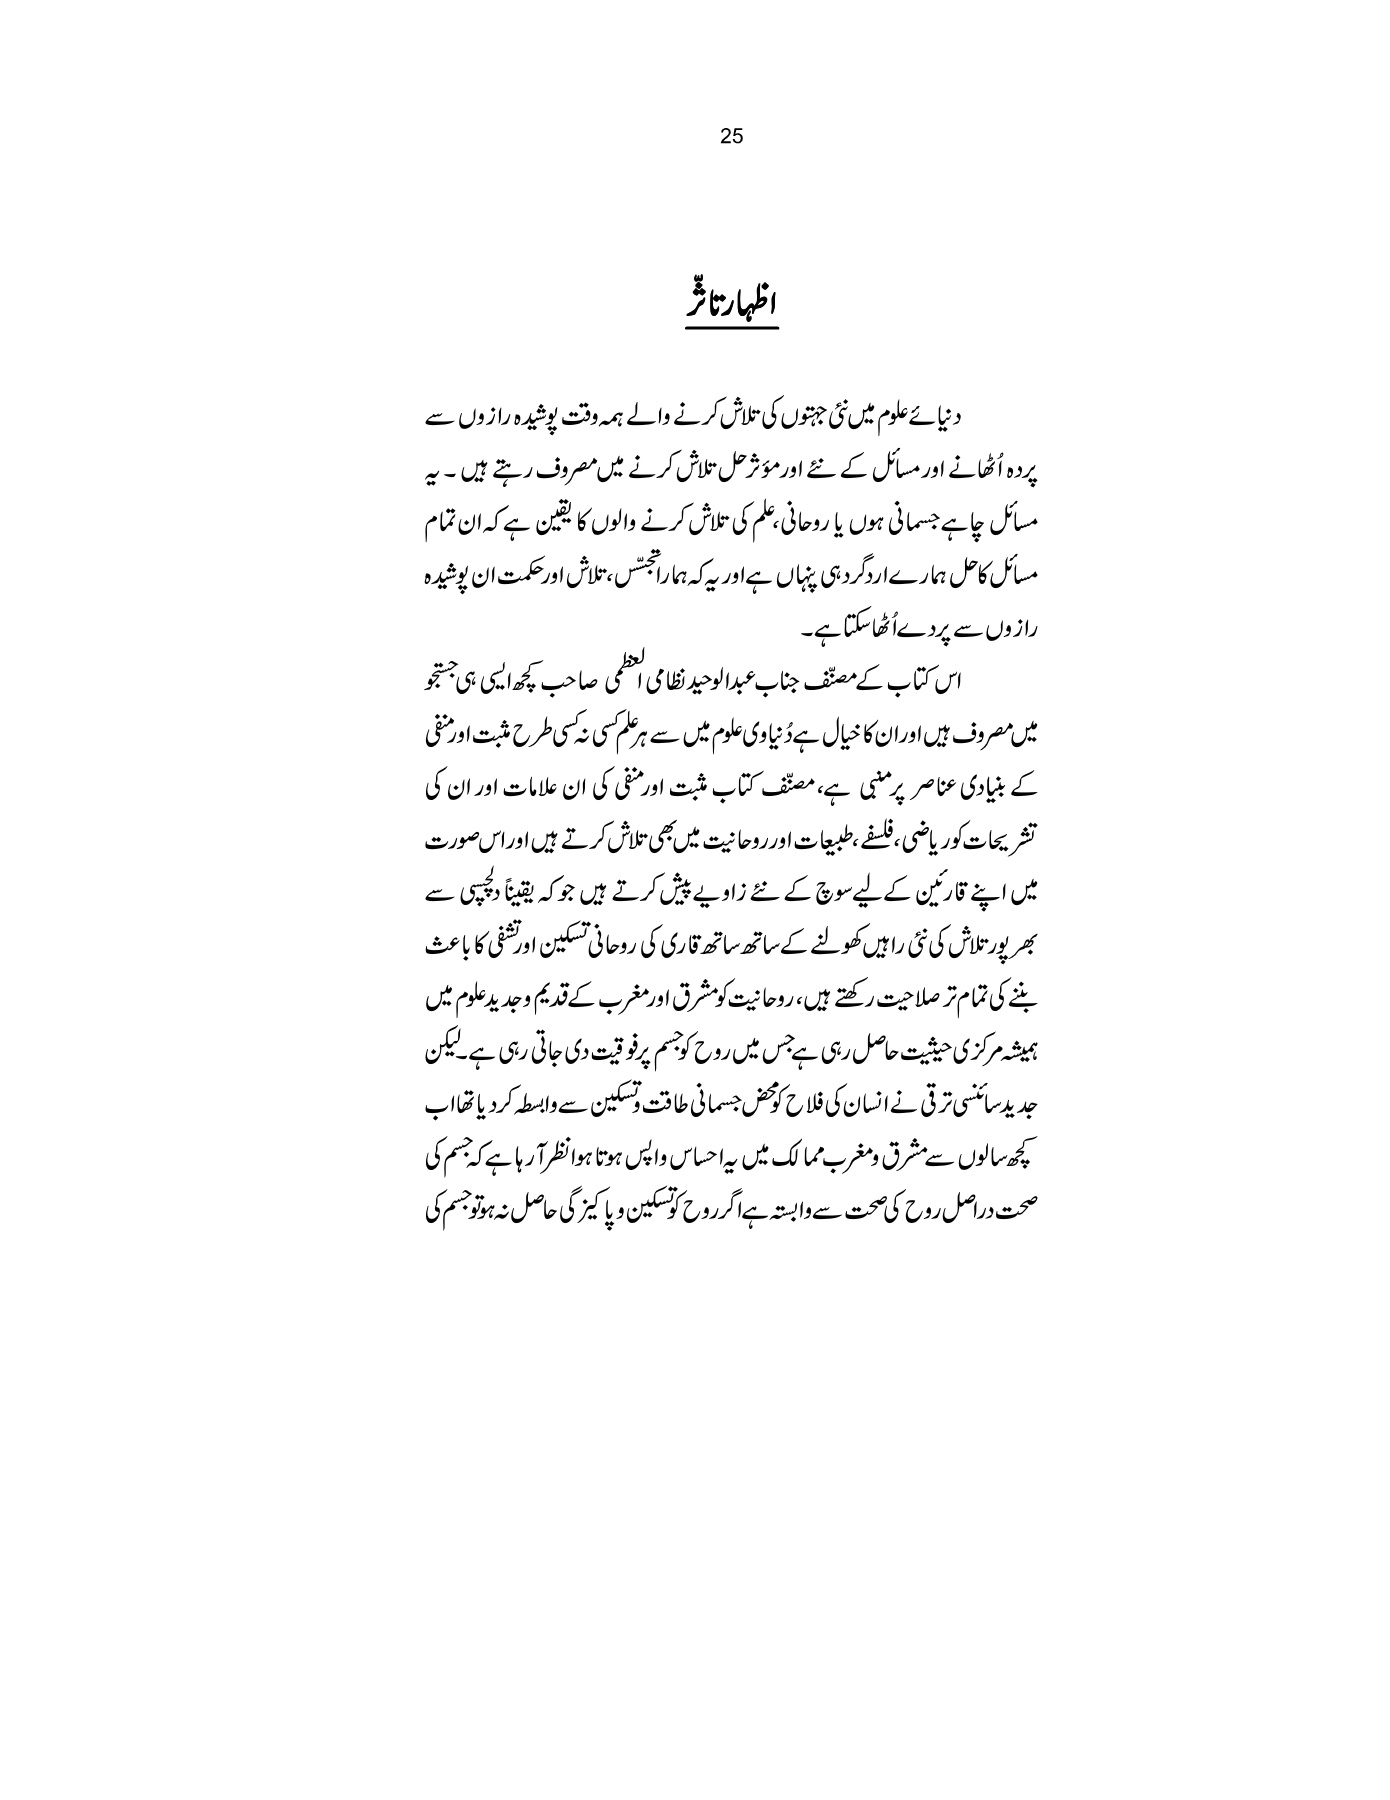 25
اظہار تاثّر
دنیائے علوم میں نئی جہتوں کی تلاش کرنے والے ہمہ وقت پوشیدہ رازوں سے
پردہ اُٹھانے اور مسائل کے نئے اور مؤثر حل تلاش کرنے میں مصروف رہتے ہیں ۔ یہ
مسائل چاہے جسمانی ہوں یا روحانی،علم کی تلاش کرنے والوں کا یقین ہے کہ ان تمام
مسائل کا حل ہمارے اردگرد ہی پنہاں ہے اور یہ کہ ہمارا تجسّس، تلاش اور حکمت ان پوشیدہ
رازوں سے پردے اُٹھا سکتا ہے۔
اس کتاب کے مصنّف جناب عبدالوحید نظامی العظمی صاحب کچھ ایسی ہی جستجو
میں مصروف ہیں اور ان کا خیال ہے دُنیاوی علوم میں سے ہر علم کسی نہ کسی طرح مثبت اور منفی
کے بنیادی عناصر پر منبی ہے، مصنّف کتاب مثبت اور منفی کی ان علامات اور ان کی
تشریحات کو ریاضی،فلسفے،طبیعات اور روحانیت میں بھی تلاش کرتے ہیں اور اس صورت
میں اپنے قارئین کے لیے سوچ کے نئے زاویے پیش کرتے ہیں جو کہ یقیناً دلچسپی سے
بھرپور تلاش کی نئی راہیں کھولنے کے ساتھ ساتھ قاری کی روحانی تسکین اور تشفی کا باعث
بننے کی تمام تر صلاحیت رکھتے ہیں، روحانیت کو مشرق اور مغرب کے قدیم و جدید علوم میں
ہمیشہ مرکزی حیثیت حاصل رہی ہے جس میں روح کو جسم پر فوقیت دی جاتی رہی ہے۔ لیکن
جدید سائنسی ترقی نے انسان کی فلاح کو محض جسمانی طاقت و تسکین سے وابسطہ کر دیا تھا اب
کچھ سالوں سے مشرق و مغرب ممالک میں یہ احساس واپس ہوتا ہوا نظر آ رہا ہے کہ جسم کی
صحت دراصل روح کی صحت سے وابستہ ہے اگر روح کو تسکین و پاکیزگی حاصل نہ ہو تو جسم کی